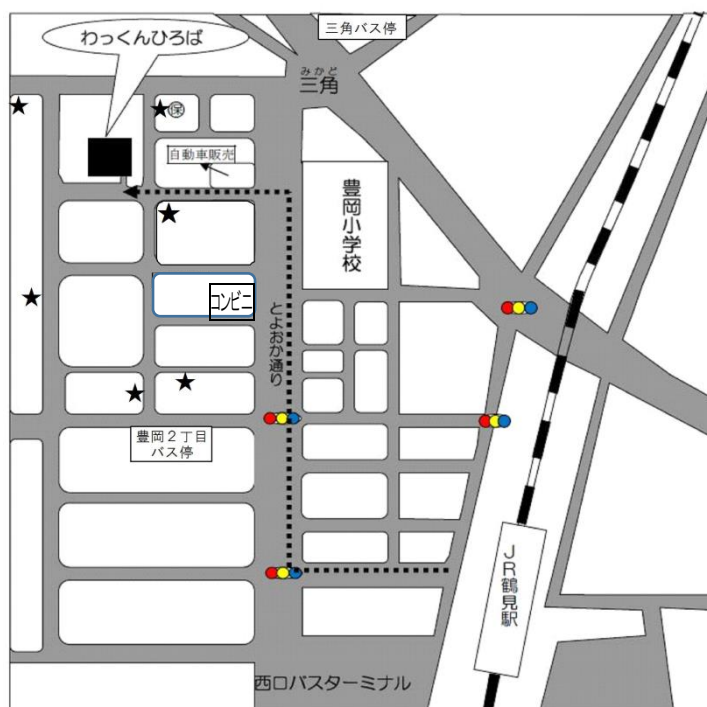 三角バス停
わっくんひろば
みかど
三角
保
自動車販売
豊岡小学校
コンビニ
とよおか通り
豊岡２丁目
バス停
JR鶴見駅
西口バスターミナル